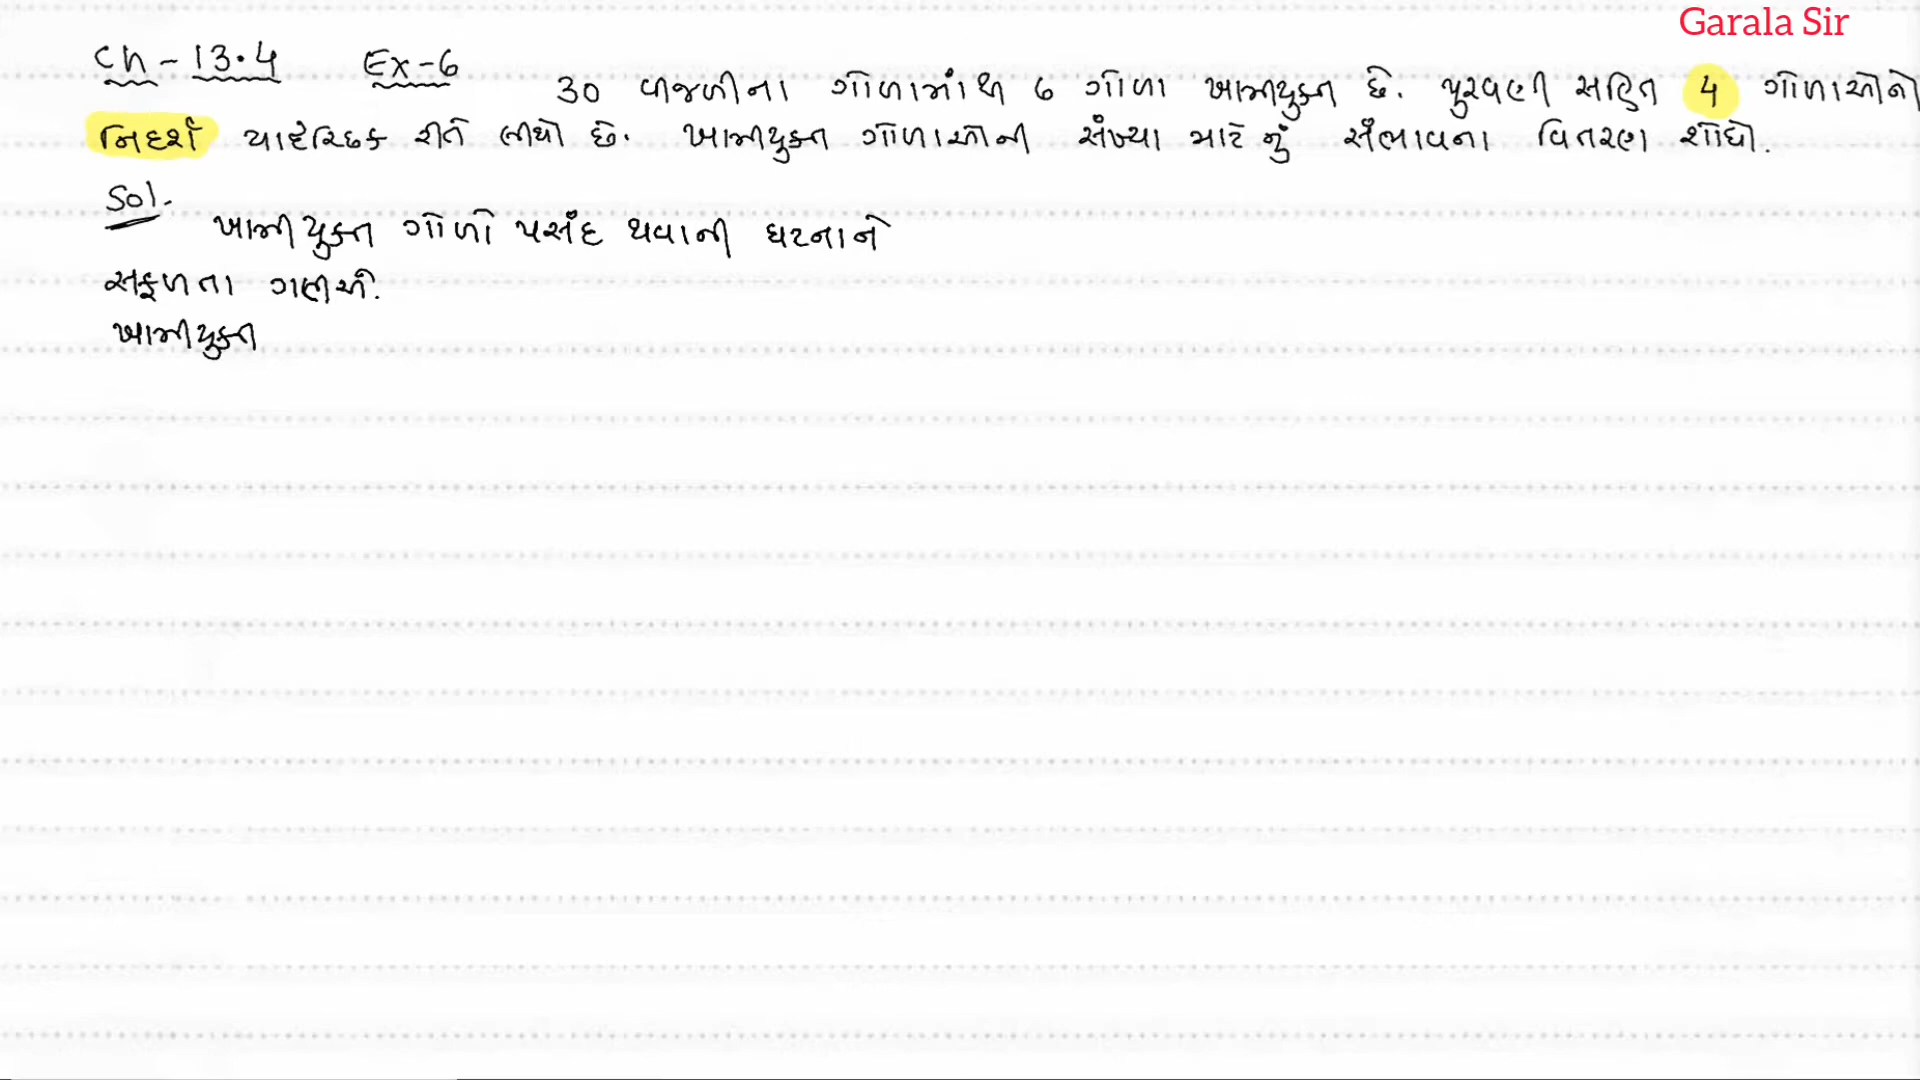 Garala Sir
Ch - 13.4 Ex-6 30 વીજળીના ગોળામાંથી 6 ગોળા ખામીયુક્ત છે. પુરવણી સહિત 4 ગોળાઓનો
નિદર્શ યાદૃચ્છિક રીતે લીધો છે. ખામીયુક્ત ગોળાઓની સંખ્યા માટેનું સંભાવના વિતરણ શોધો.
Sol.
ખામીયુક્ત ગોળો પસંદ થવાની ઘટનાને
સફળતા ગણીએ.
ખામીયુક્ત